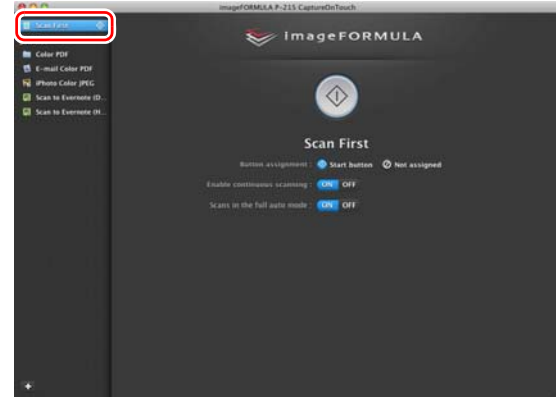 imageFORMULA P-215 CaptureOnTouch
Scan First
Color PDF
E-mail Color PDF
iPhoto Color JPEG
Scan to Evernote (D...
Scan to Evernote (H...
imageFORMULA
Scan First
Button assignment : Start button Not assigned
Enable continuous scanning : ON OFF
Scans in the full auto mode : ON OFF